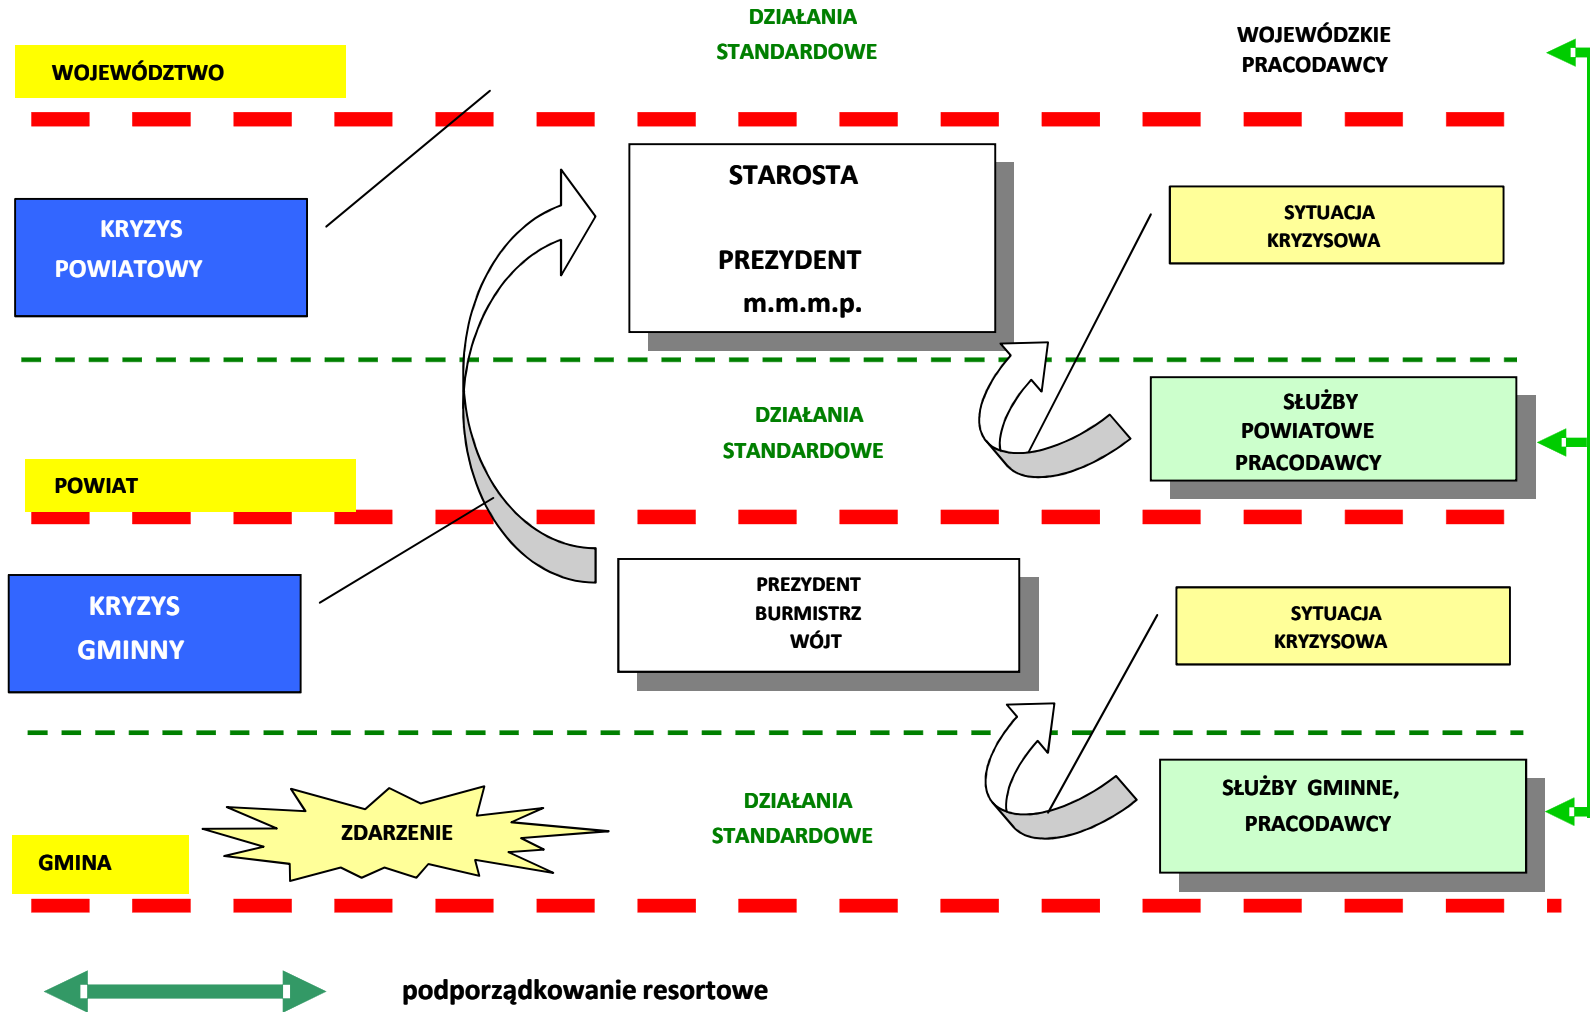 DZIAŁANIA
STANDARDOWE
WOJEWÓDZKIE
PRACODAWCY
WOJEWÓDZTWO
STAROSTA
PREZYDENT
m.m.m.p.
KRYZYS
POWIATOWY
SYTUACJA
KRYZYSOWA
DZIAŁANIA
STANDARDOWE
SŁUŻBY
POWIATOWE
PRACODAWCY
POWIAT
KRYZYS
GMINNY
PREZYDENT
BURMISTRZ
WÓJT
SYTUACJA
KRYZYSOWA
ZDARZENIE
DZIAŁANIA
STANDARDOWE
SŁUŻBY GMINNE,
PRACODAWCY
GMINA
podporządkowanie resortowe